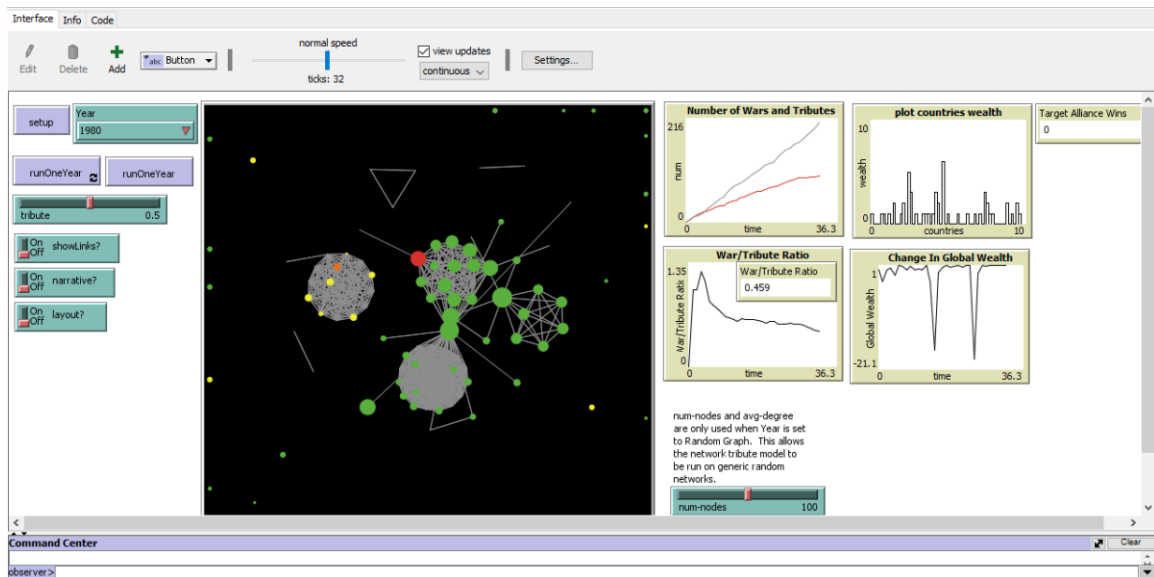 Interface Info Code
Edit Delete Add abc Button
normal speed
ticks: 32
view updates
continuous
Settings...
setup
Year
1980
runOneYear runOneYear
tribute 0.5
On
Off showLinks?
On
Off narrative?
On
Off layout?
Number of Wars and Tributes
216
num
0
0 time 36.3
plot countries wealth
10
wealth
0
0 countries 10
Target Alliance Wins
0
War/Tribute Ratio
1.35
War/Tribute Ratio
0
0 time 36.3
War/Tribute Ratio
0.459
Change In Global Wealth
1
Global Wealth
-21.1
0 time 36.3
num-nodes and avg-degree
are only used when Year is set
to Random Graph. This allows
the network tribute model to
be run on generic random
networks.
num-nodes 100
Command Center
Clear
observer>